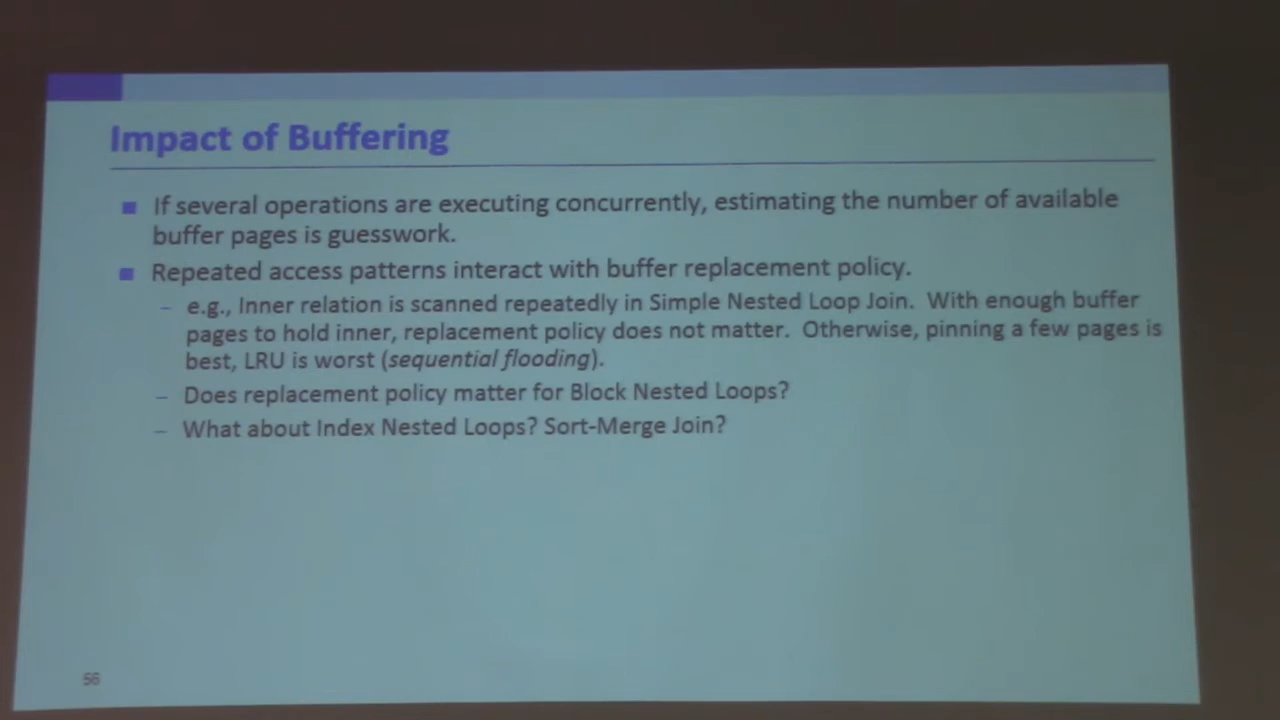 Impact of Buffering
■ If several operations are executing concurrently, estimating the number of available
buffer pages is guesswork.
■ Repeated access patterns interact with buffer replacement policy.
– e.g., Inner relation is scanned repeatedly in Simple Nested Loop Join. With enough buffer
pages to hold inner, replacement policy does not matter. Otherwise, pinning a few pages is
best, LRU is worst (sequential flooding).
– Does replacement policy matter for Block Nested Loops?
– What about Index Nested Loops? Sort-Merge Join?
56